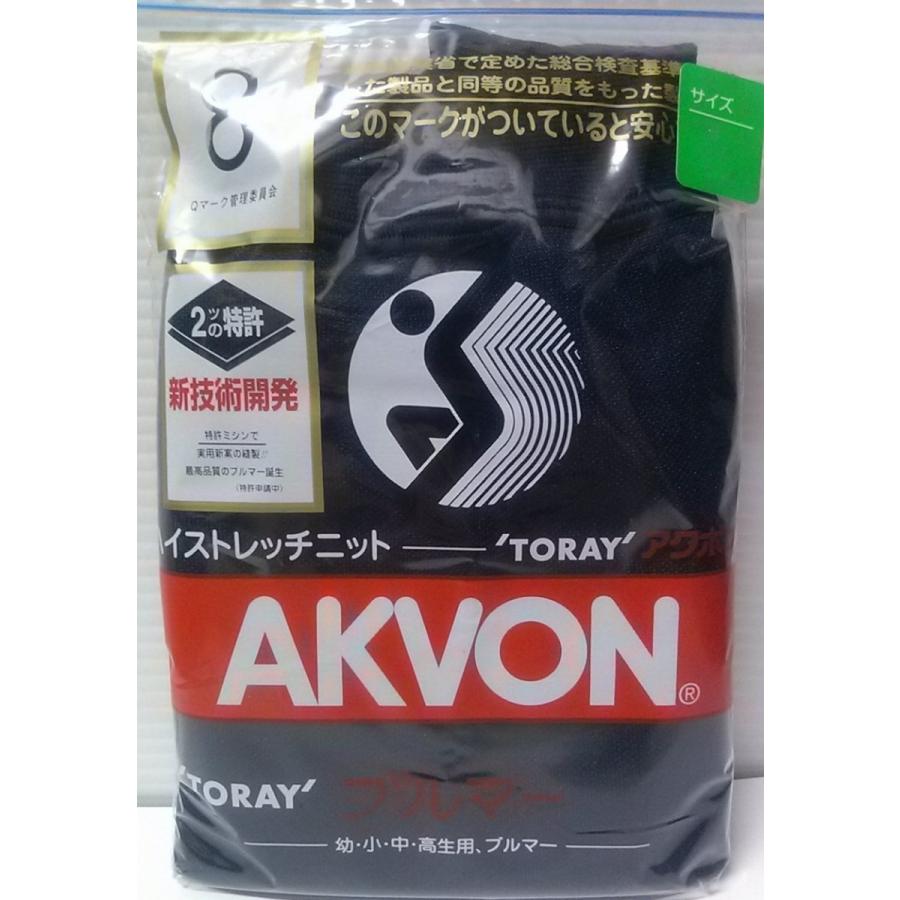 省で定めた総合検査基準
した製品と同等の品質をもった
このマークがついていると安心
サイズ
Qマーク管理委員会
2ツの特許
新技術開発
特許ミシンで
実用新案の縫製!!
最高品質のブルマー誕生
(特許申請中)
ハイストレッチニット — 'TORAY' アクボ
AKVON®
'TORAY' ブルマー
幼・小・中・高生用、ブルマー